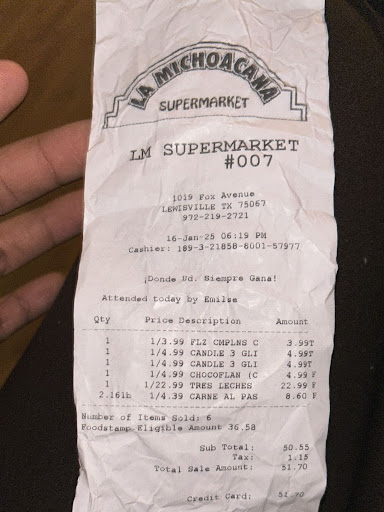 LA MICHOACANA
SUPERMARKET
LM SUPERMARKET
#007
1019 Fox Avenue
LEWISVILLE TX 75067
972-219-2721
16-Jan-25 06:19 PM
Cashier: 189-3-21858-8001-57977
¡Donde Ud. Siempre Gana!
Attended today by Emilse
Qty Price Description Amount
1 1/3.99 FLZ CMPLNS C 3.99T
1 1/4.99 CANDLE 3 GLI 4.99T
1 1/4.99 CANDLE 3 GLI 4.99T
1 1/4.99 CHOCOFLAN (C 4.99 F
1 1/22.99 TRES LECHES 22.99 F
2.16lb 1/4.39 CARNE AL PAS 8.60 F
Number of Items Sold: 6
Foodstamp Eligible Amount 36.58
Sub Total: 50.55
Tax: 1.15
Total Sale Amount: 51.70
Credit Card: 51.70